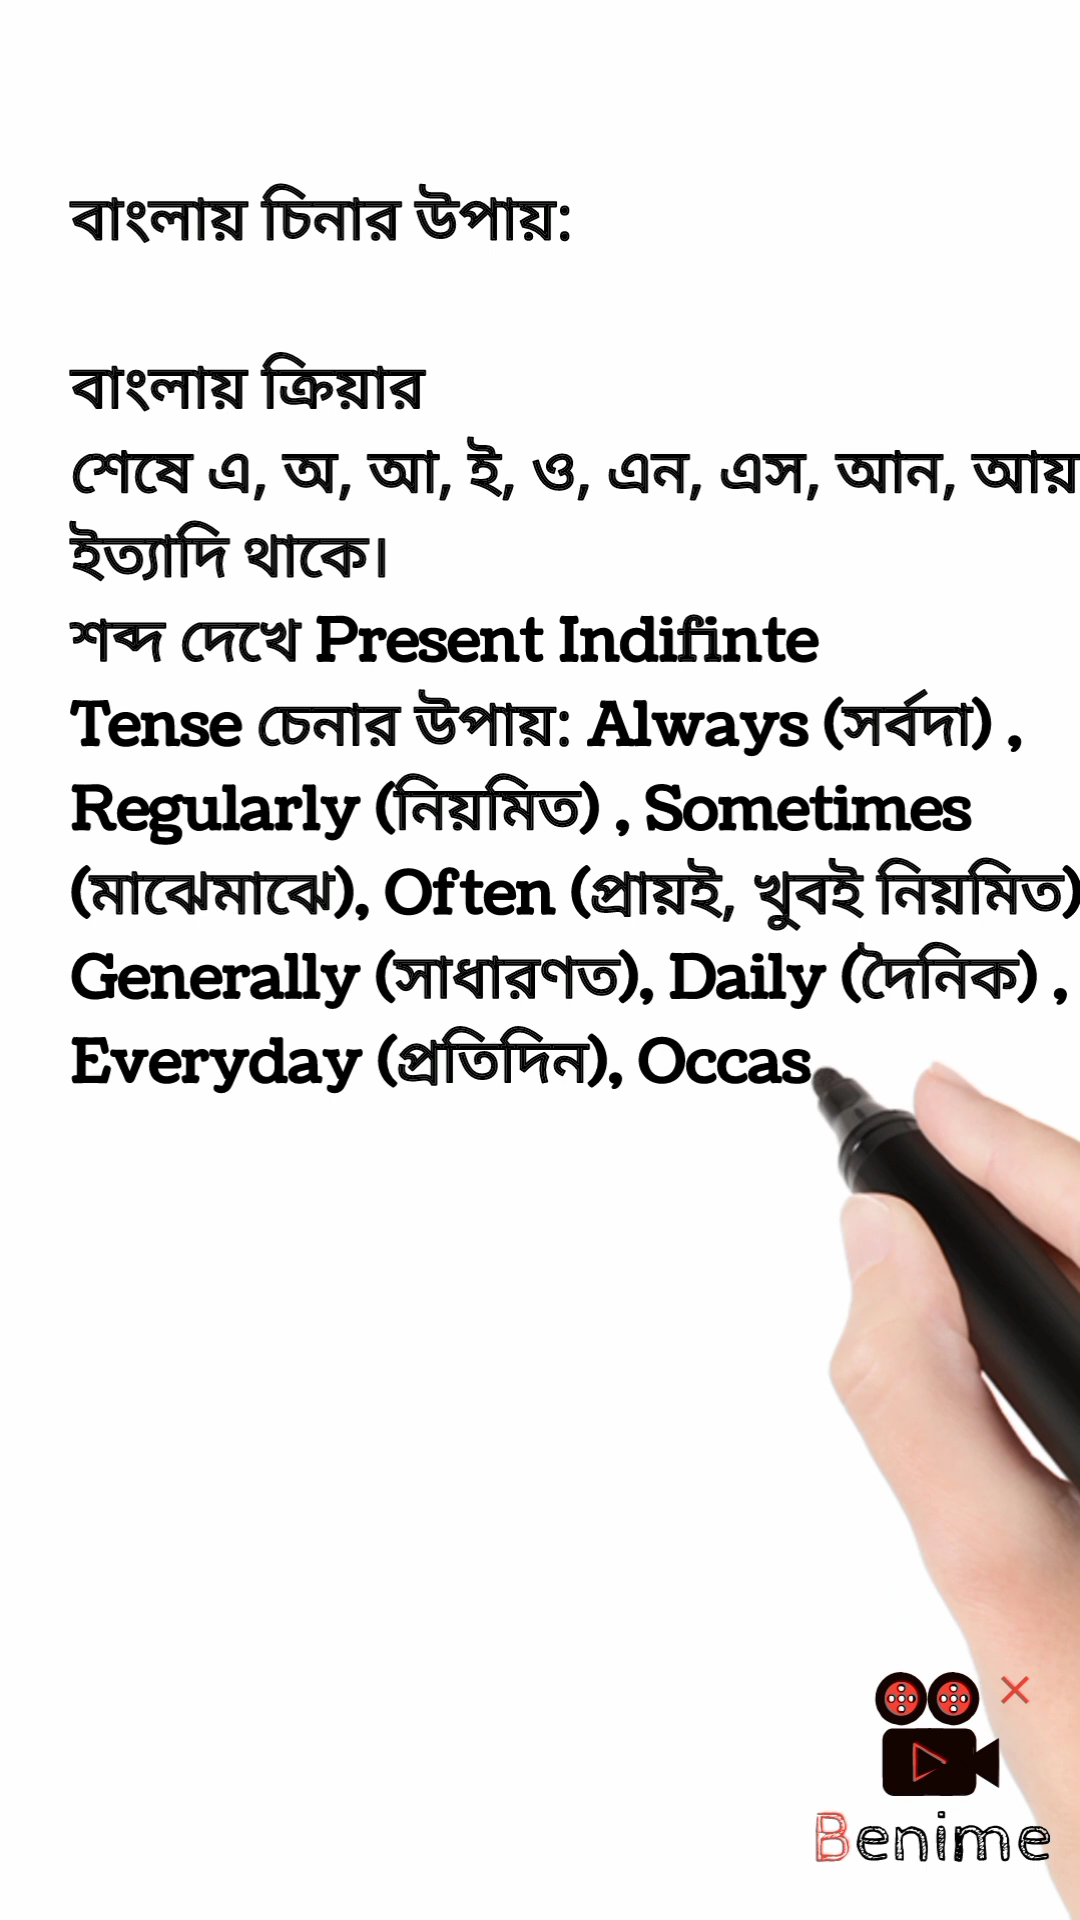 বাংলায় চিনার উপায়:
বাংলায় ক্রিয়ার
শেষে এ, অ, আ, ই, ও, এন, এস, আন, আয়
ইত্যাদি থাকে।
শব্দ দেখে Present Indifinte
Tense চেনার উপায়: Always (সর্বদা) ,
Regularly (নিয়মিত) , Sometimes
(মাঝেমাঝে), Often (প্রায়ই, খুবই নিয়মিত)
Generally (সাধারণত), Daily (দৈনিক) ,
Everyday (প্রতিদিন), Occas
Benime